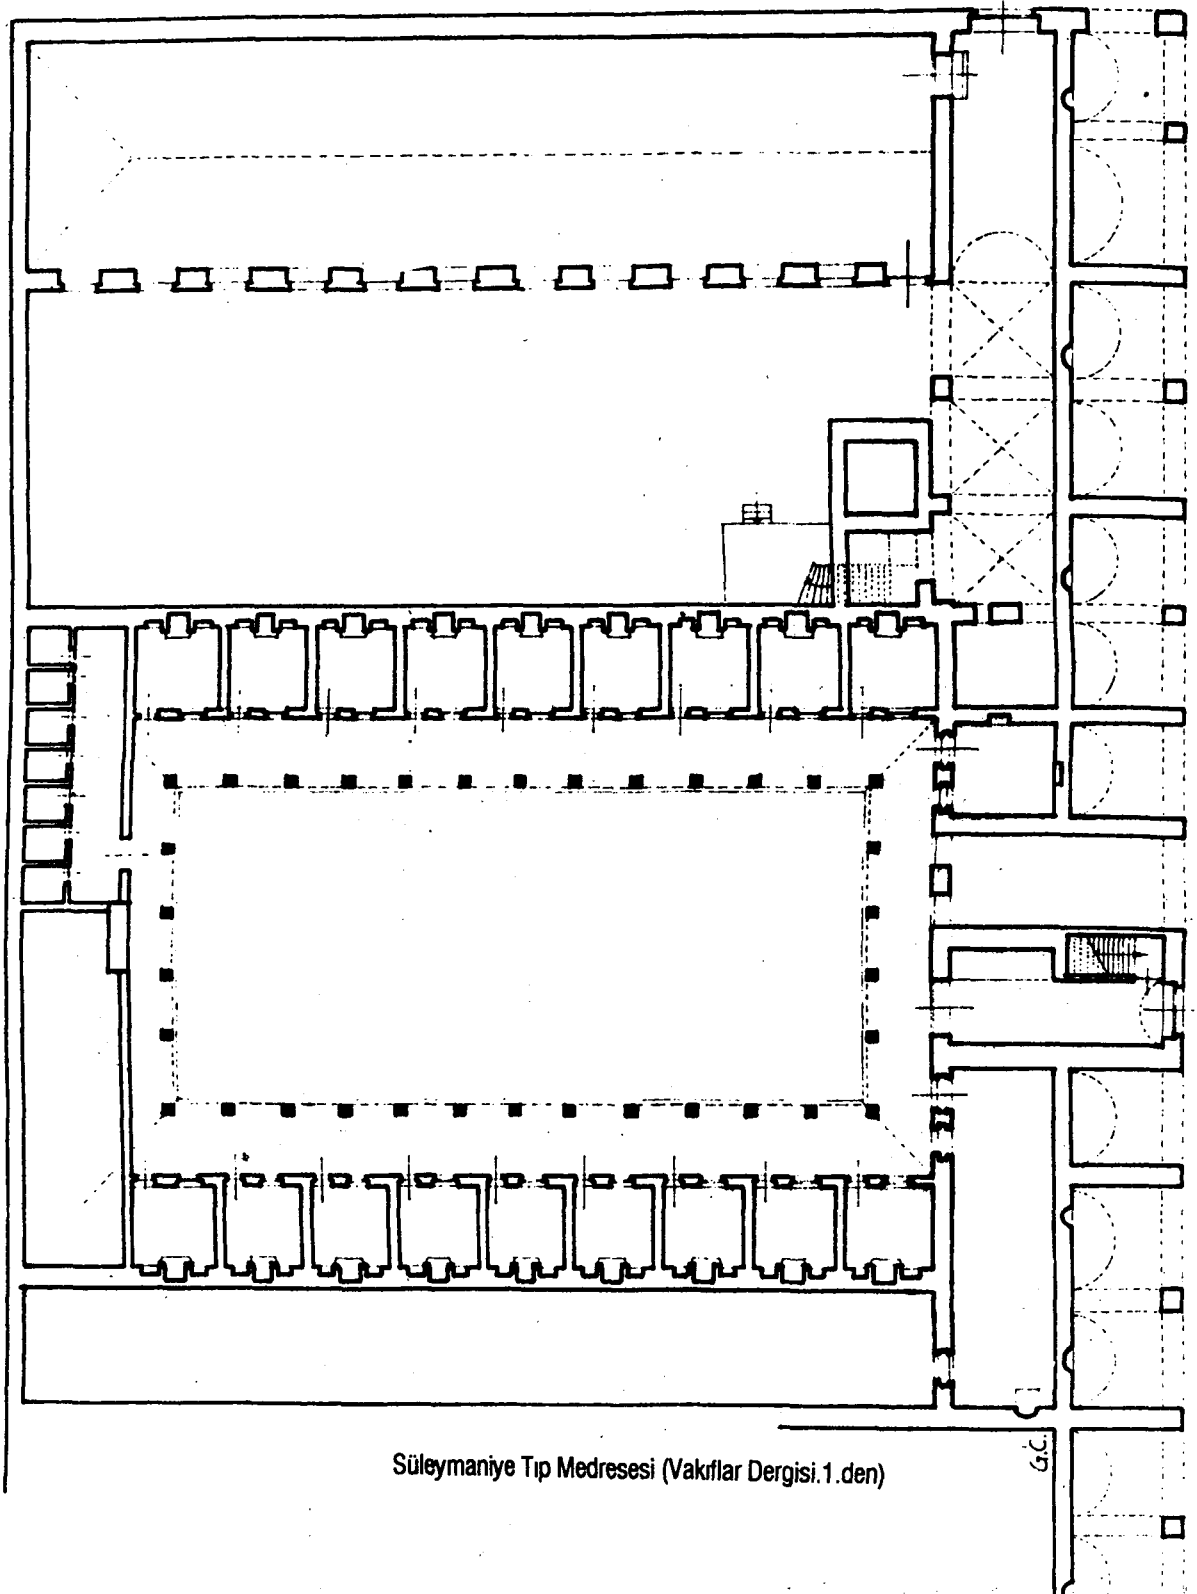 Süleymaniye Tıp Medresesi (Vakıflar Dergisi.1.den)
G.C.